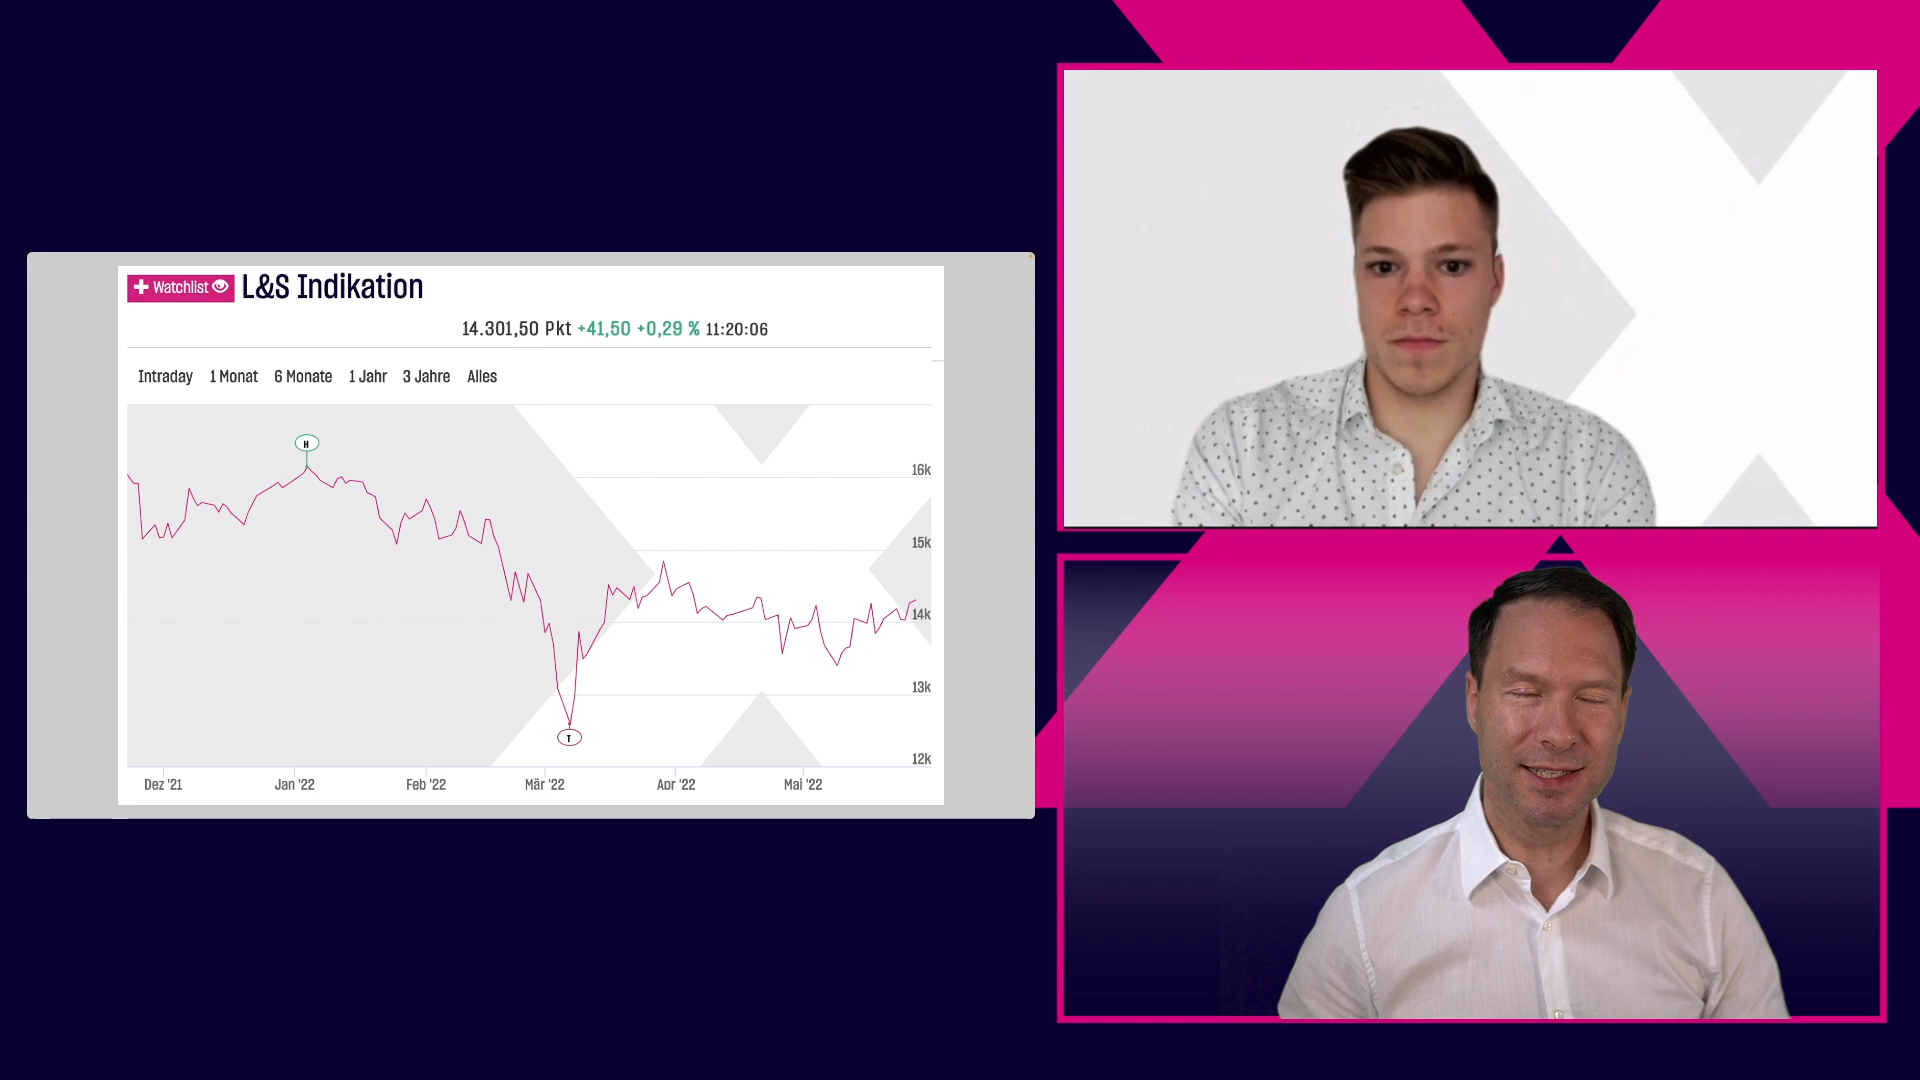 Watchlist L&S Indikation
14.301,50 Pkt +41,50 +0,29 % 11:20:06
Intraday 1 Monat 6 Monate 1 Jahr 3 Jahre Alles
H
16k
15k
14k
13k
T
12k
Dez '21 Jan '22 Feb '22 Mär '22 Apr '22 Mai '22